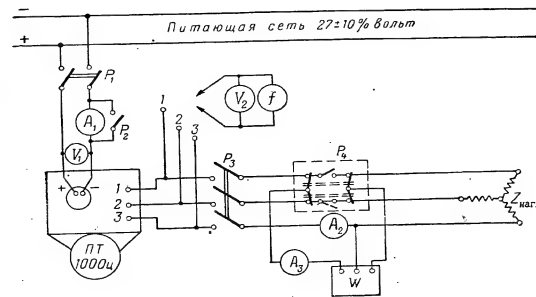 −
Питающая сеть 27±10% Вольт
+
P₁
A₁
P₂
V₁
1
2
3
V₂
f
+
−
1
2
3
P₃
P₄
A₂
Zнаг.
A₃
W
ПТ
1000ц